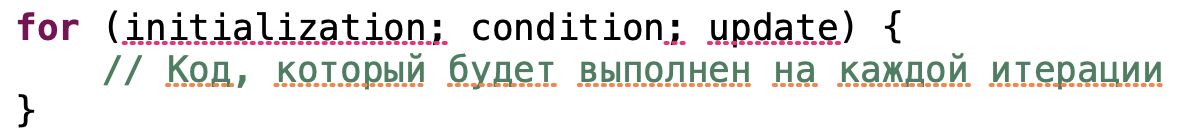 for (initialization; condition; update) {
// Код, который будет выполнен на каждой итерации
}